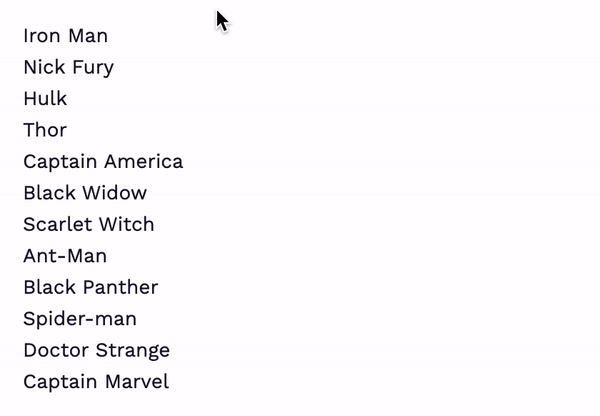 Iron Man
Nick Fury
Hulk
Thor
Captain America
Black Widow
Scarlet Witch
Ant-Man
Black Panther
Spider-man
Doctor Strange
Captain Marvel